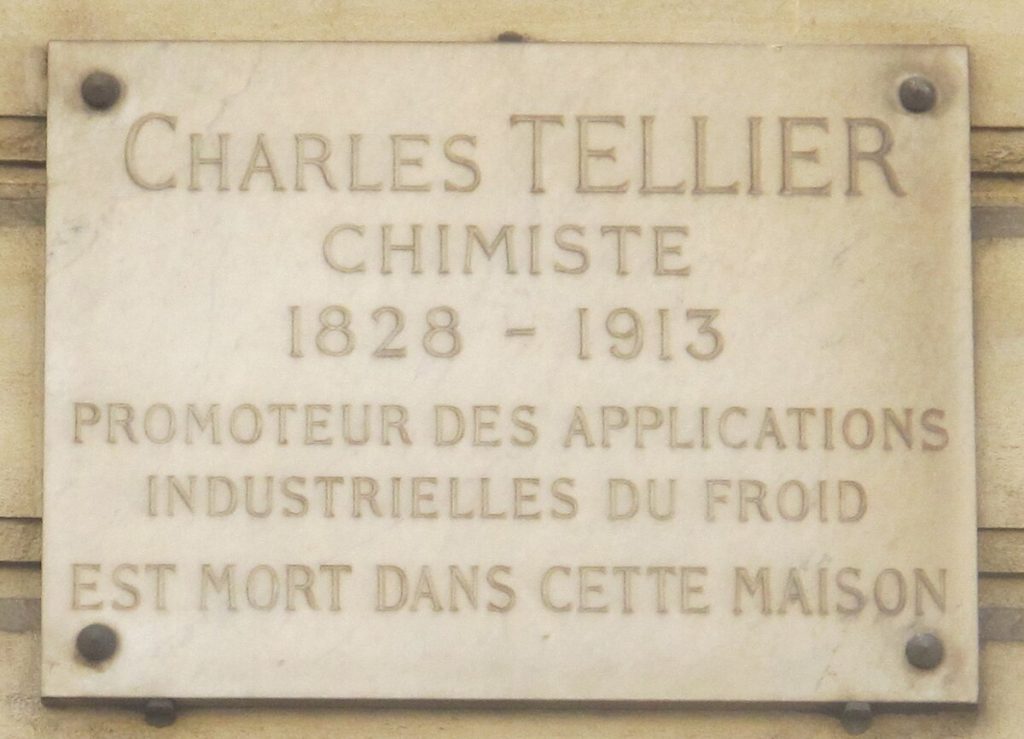 CHARLES TELLIER
CHIMISTE
1828 - 1913
PROMOTEUR DES APPLICATIONS
INDUSTRIELLES DU FROID
EST MORT DANS CETTE MAISON